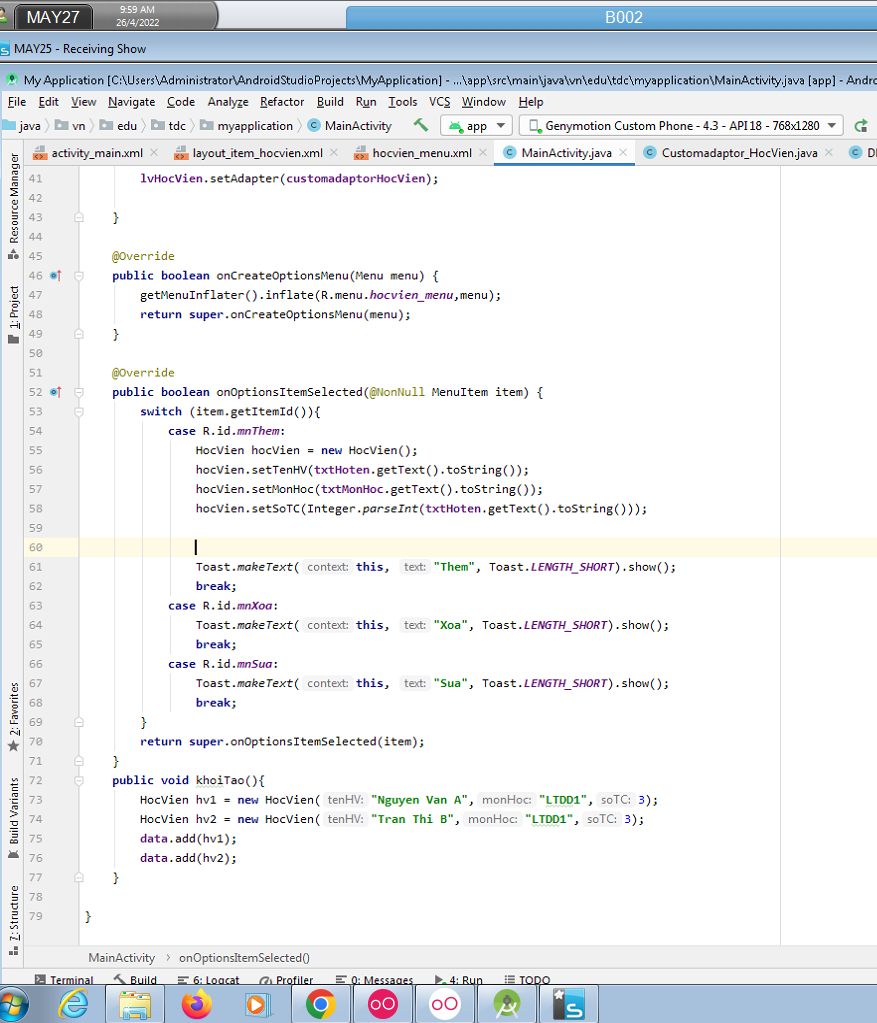 MAY27
9:59 AM
26/4/2022
B002
MAY25 - Receiving Show
My Application [C:\Users\Administrator\AndroidStudioProjects\MyApplication] - ...\app\src\main\java\vn\edu\tdc\myapplication\MainActivity.java [app] - Andro
File Edit View Navigate Code Analyze Refactor Build Run Tools VCS Window Help
java vn edu tdc myapplication MainActivity app Genymotion Custom Phone - 4.3 - API 18 - 768x1280
activity_main.xml layout_item_hocvien.xml hocvien_menu.xml MainActivity.java Customadaptor_HocVien.java
Resource Manager
1: Project
2: Favorites
Build Variants
7: Structure
41 lvHocVien.setAdapter(customadaptorHocVien);
42
43 }
44
45 @Override
46 public boolean onCreateOptionsMenu(Menu menu) {
47 getMenuInflater().inflate(R.menu.hocvien_menu,menu);
48 return super.onCreateOptionsMenu(menu);
49 }
50
51 @Override
52 public boolean onOptionsItemSelected(@NonNull MenuItem item) {
53 switch (item.getItemId()){
54 case R.id.mnThem:
55 HocVien hocVien = new HocVien();
56 hocVien.setTenHV(txtHoten.getText().toString());
57 hocVien.setMonHoc(txtMonHoc.getText().toString());
58 hocVien.setSoTC(Integer.parseInt(txtHoten.getText().toString()));
59
60
61 Toast.makeText( context: this, text: "Them", Toast.LENGTH_SHORT).show();
62 break;
63 case R.id.mnXoa:
64 Toast.makeText( context: this, text: "Xoa", Toast.LENGTH_SHORT).show();
65 break;
66 case R.id.mnSua:
67 Toast.makeText( context: this, text: "Sua", Toast.LENGTH_SHORT).show();
68 break;
69 }
70 return super.onOptionsItemSelected(item);
71 }
72 public void khoiTao(){
73 HocVien hv1 = new HocVien( tenHV: "Nguyen Van A", monHoc: "LTDD1", soTC: 3);
74 HocVien hv2 = new HocVien( tenHV: "Tran Thi B", monHoc: "LTDD1", soTC: 3);
75 data.add(hv1);
76 data.add(hv2);
77 }
78
79 }
MainActivity › onOptionsItemSelected()
Terminal Build 6: Logcat Profiler 0: Messages 4: Run TODO